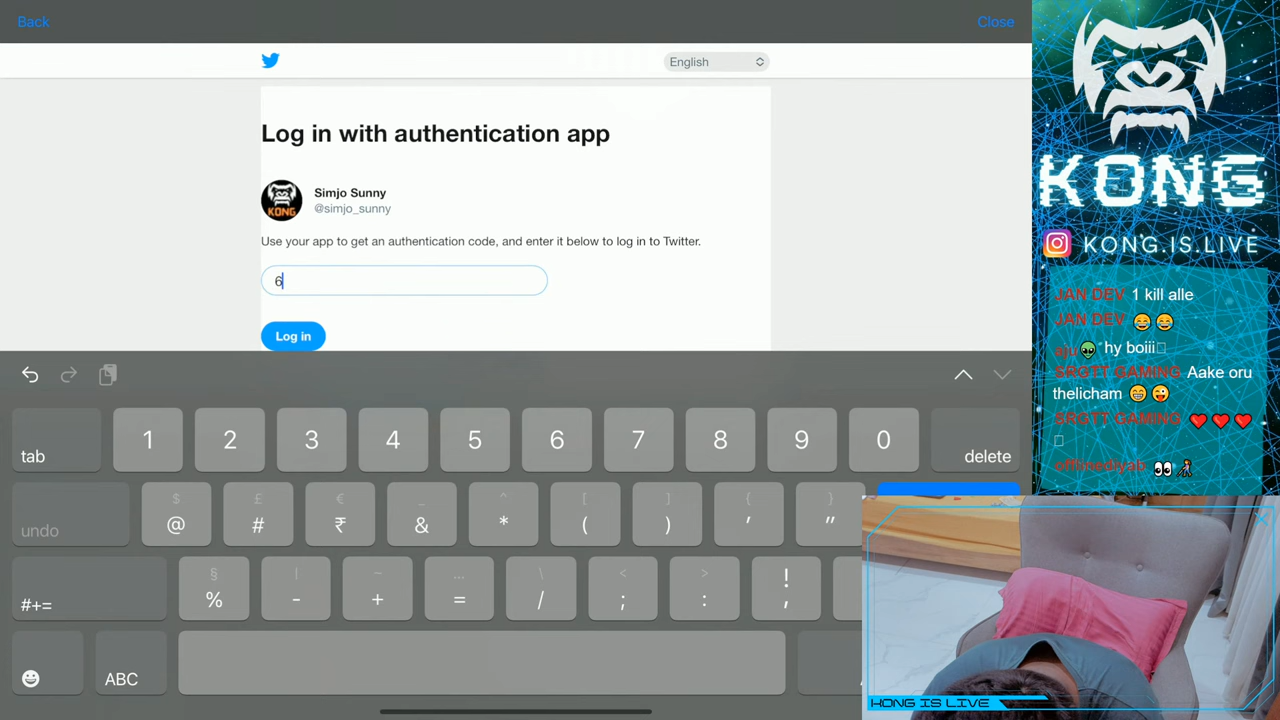 Back
Close
English
Log in with authentication app
KONG
Simjo Sunny
@simjo_sunny
Use your app to get an authentication code, and enter it below to log in to Twitter.
6
Log in
tab
1 2 3 4 5 6 7 8 9 0
delete
undo
$ £ € _ ^ [ ] { }
@ # ₹ & * ( ) ' "
§ | ~ … \ < > !
#+= % - + = / ; : ,
😀 ABC
KONG
KONG.IS.LIVE
JAN DEV 1 kill alle
JAN DEV 😂 😂
aju👽 hy boiii
SRGTT GAMING Aake oru
thelicham 😁 😜
SRGTT GAMING ❤️ ❤️ ❤️
offlinediyab 👀
KONG IS LIVE